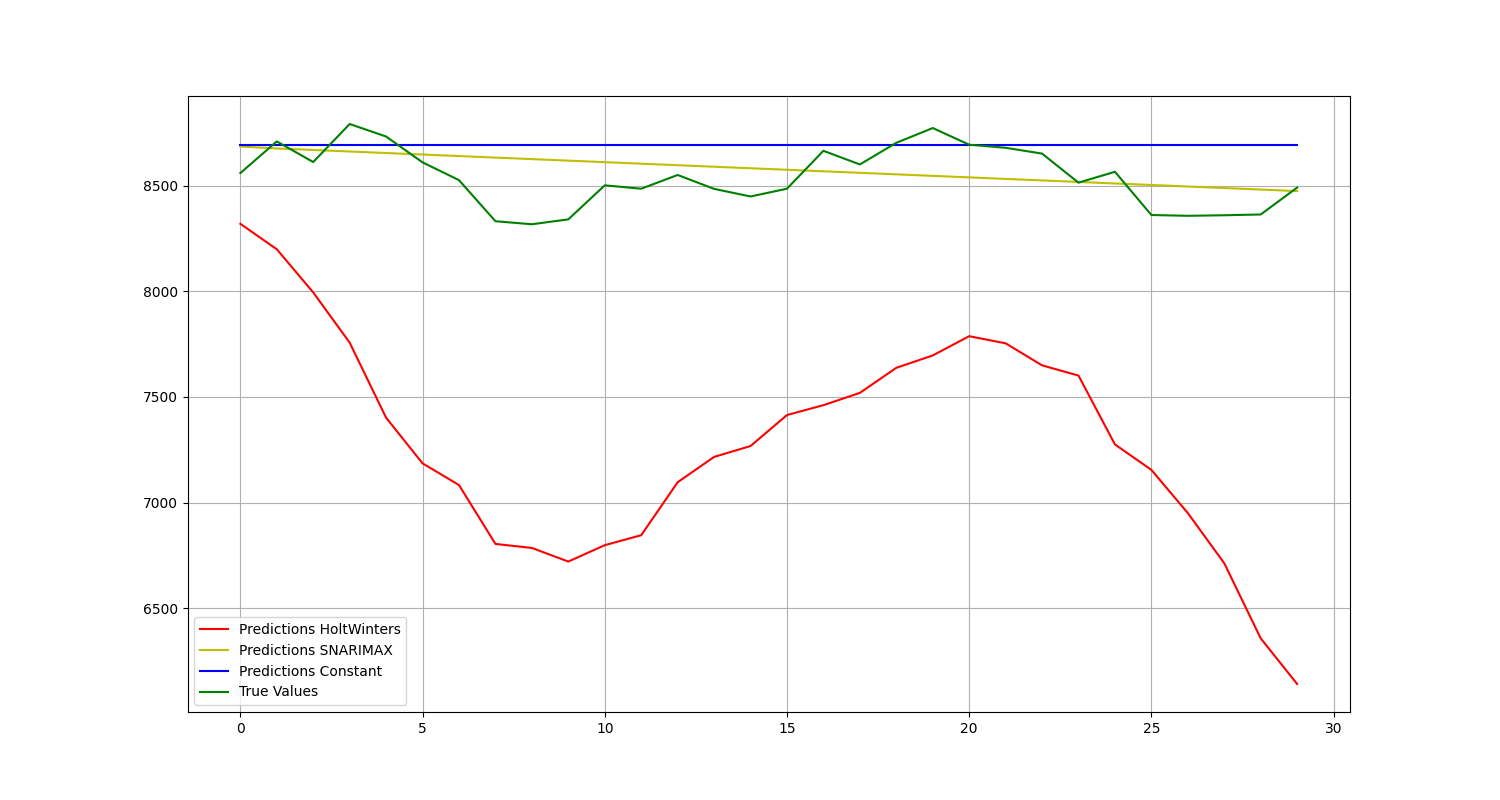 8500
8000
7500
7000
6500
Predictions HoltWinters
Predictions SNARIMAX
Predictions Constant
True Values
0 5 10 15 20 25 30